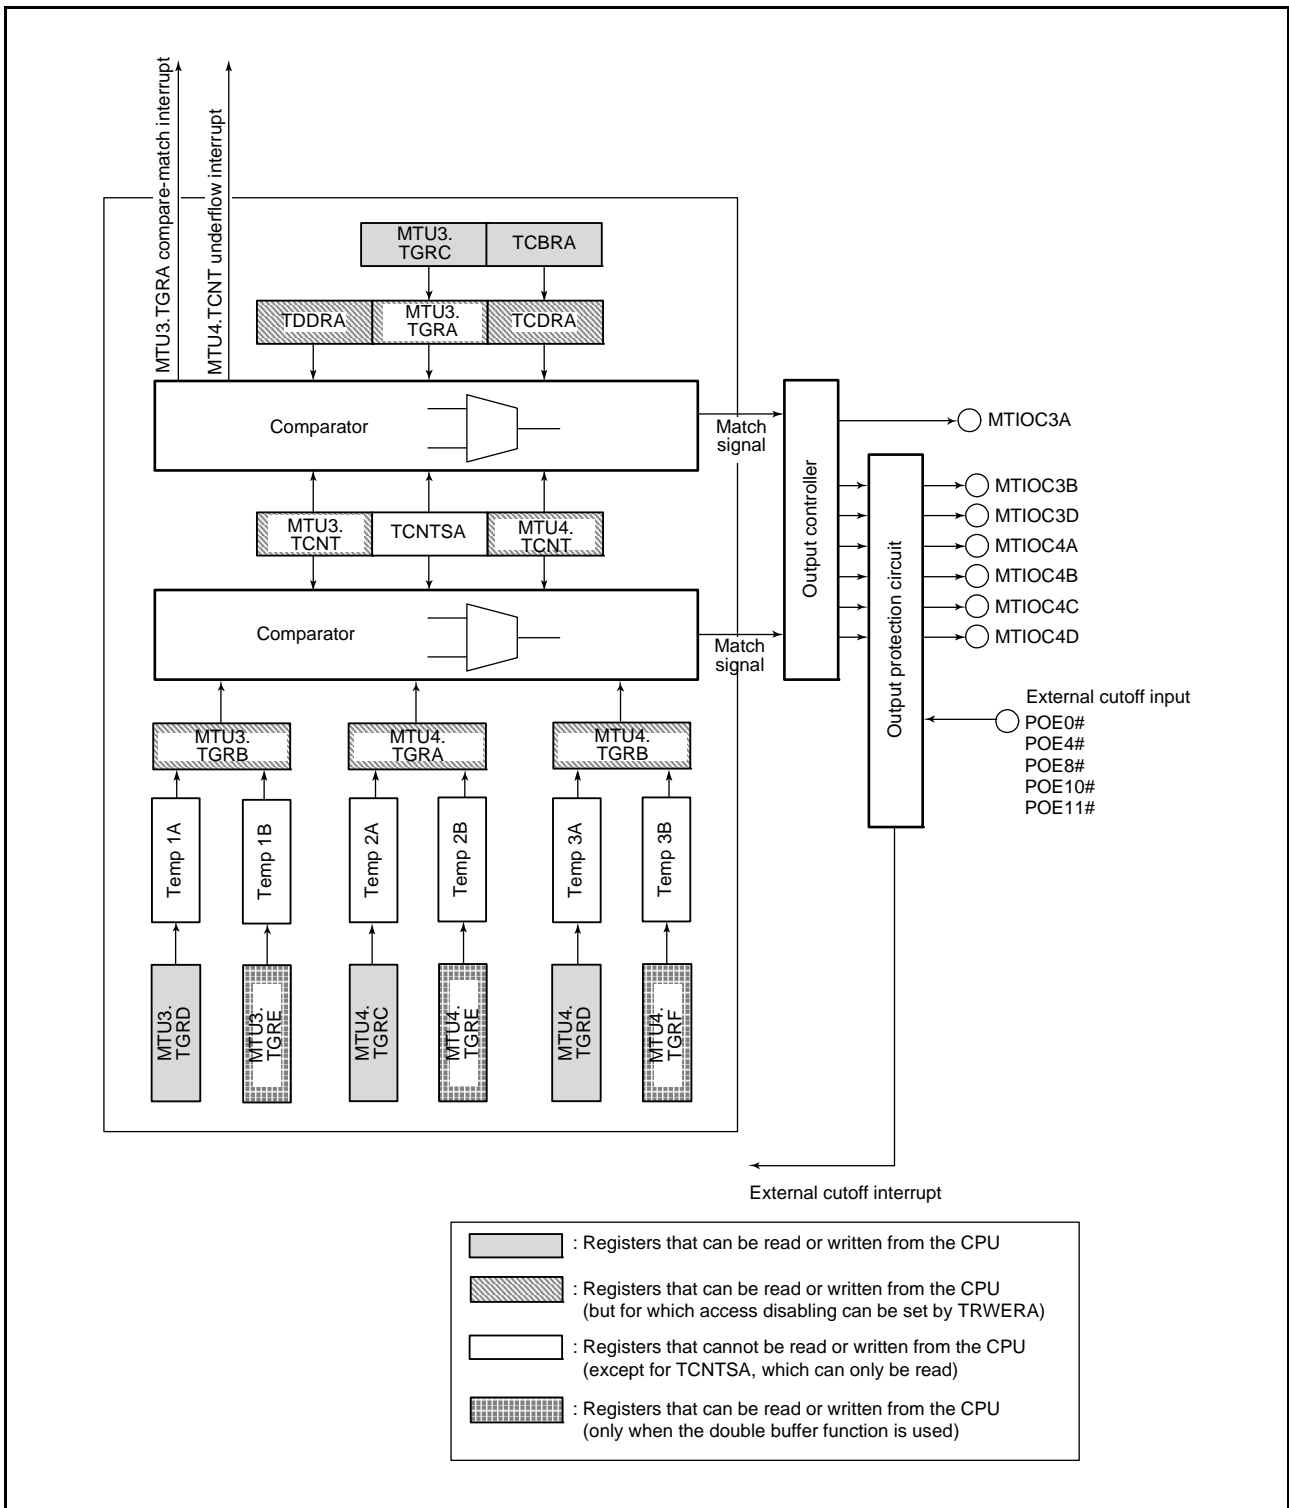 MTU3.TGRA compare-match interrupt
MTU4.TCNT underflow interrupt
MTU3.
TGRC
TCBRA
TDDRA
MTU3.
TGRA
TCDRA
Comparator
Match
signal
MTU3.
TCNT
TCNTSA
MTU4.
TCNT
Comparator
Match
signal
Output controller
Output protection circuit
MTIOC3A
MTIOC3B
MTIOC3D
MTIOC4A
MTIOC4B
MTIOC4C
MTIOC4D
External cutoff input
POE0#
POE4#
POE8#
POE10#
POE11#
MTU3.
TGRB
MTU4.
TGRA
MTU4.
TGRB
Temp 1A
Temp 1B
Temp 2A
Temp 2B
Temp 3A
Temp 3B
MTU3.
TGRD
MTU3.
TGRE
MTU4.
TGRC
MTU4.
TGRE
MTU4.
TGRD
MTU4.
TGRF
External cutoff interrupt
: Registers that can be read or written from the CPU
: Registers that can be read or written from the CPU
(but for which access disabling can be set by TRWERA)
: Registers that cannot be read or written from the CPU
(except for TCNTSA, which can only be read)
: Registers that can be read or written from the CPU
(only when the double buffer function is used)